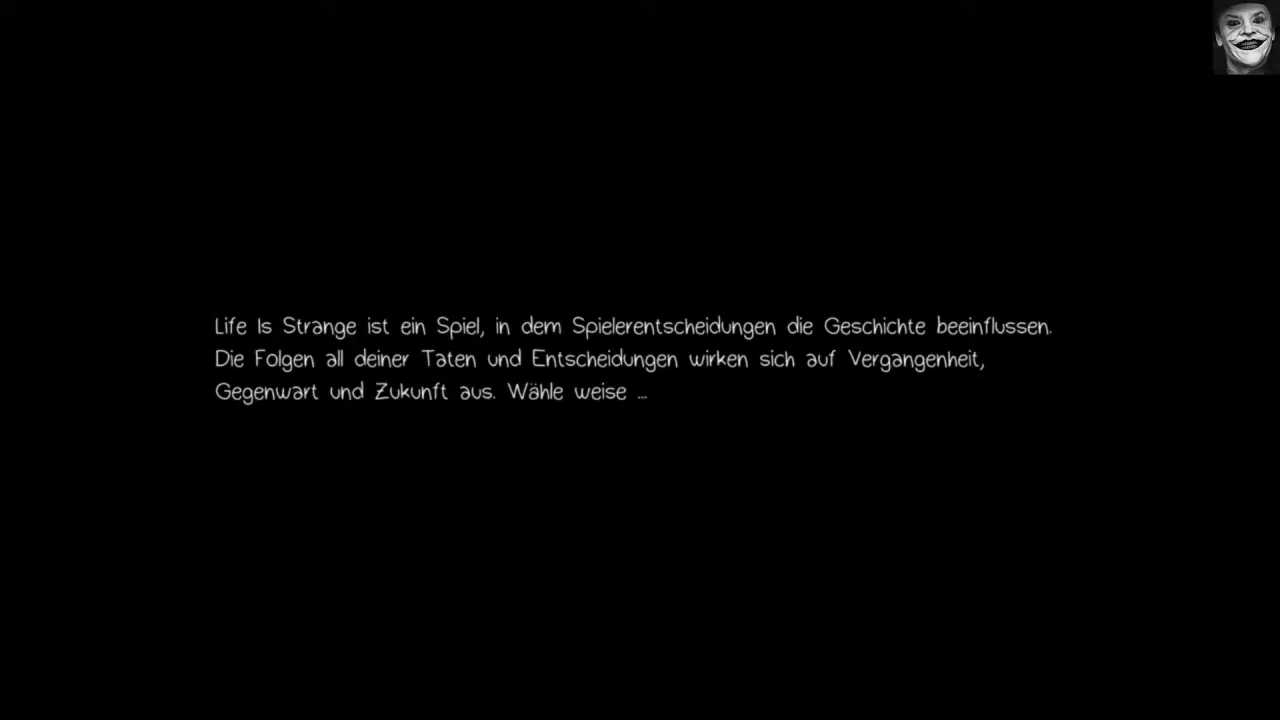 Life Is Strange ist ein Spiel, in dem Spielerentscheidungen die Geschichte beeinflussen.
Die Folgen all deiner Taten und Entscheidungen wirken sich auf Vergangenheit,
Gegenwart und Zukunft aus. Wähle weise ...